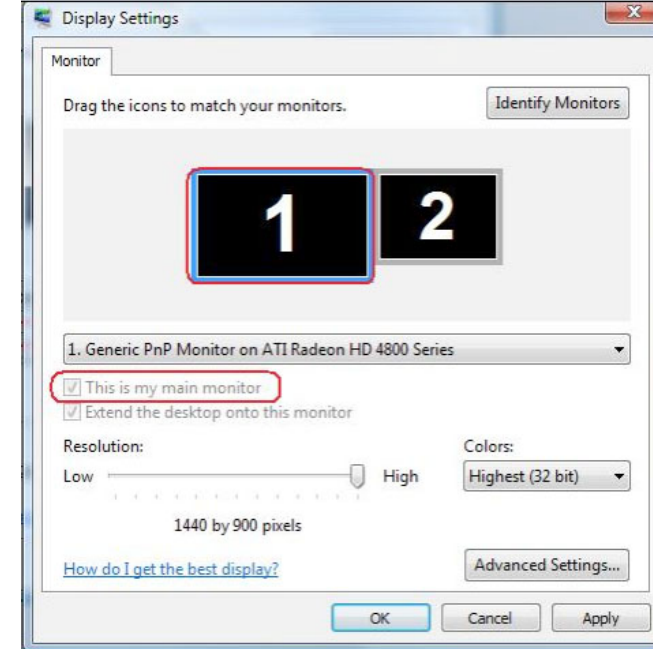 Display Settings
X
Monitor
Drag the icons to match your monitors.
Identify Monitors
1
2
1. Generic PnP Monitor on ATI Radeon HD 4800 Series
This is my main monitor
Extend the desktop onto this monitor
Resolution:
Colors:
Low
High
Highest (32 bit)
1440 by 900 pixels
How do I get the best display?
Advanced Settings...
OK
Cancel
Apply